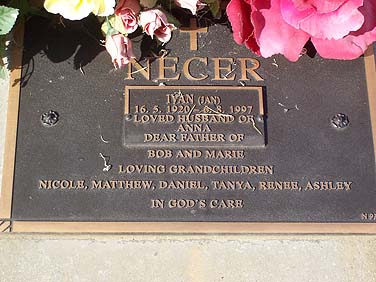 NECER
IVAN (JAN)
16. 5. 1920 - 8. 8. 1997
LOVED HUSBAND OF
ANNA
DEAR FATHER OF
BOB AND MARIE
LOVING GRANDCHILDREN
NICOLE, MATTHEW, DANIEL, TANYA, RENEE, ASHLEY
IN GOD'S CARE